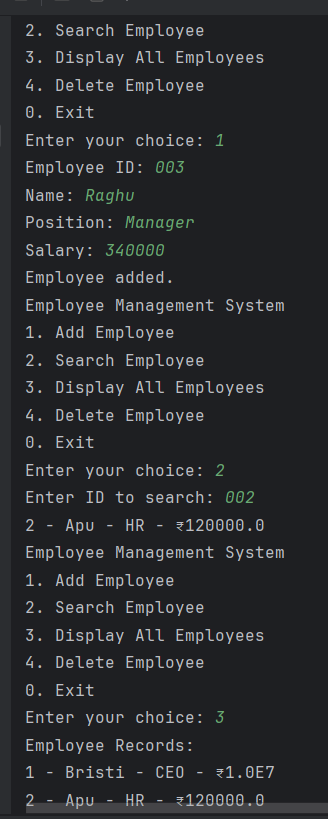 2. Search Employee
3. Display All Employees
4. Delete Employee
0. Exit
Enter your choice: 1
Employee ID: 003
Name: Raghu
Position: Manager
Salary: 340000
Employee added.
Employee Management System
1. Add Employee
2. Search Employee
3. Display All Employees
4. Delete Employee
0. Exit
Enter your choice: 2
Enter ID to search: 002
2 - Apu - HR - ₹120000.0
Employee Management System
1. Add Employee
2. Search Employee
3. Display All Employees
4. Delete Employee
0. Exit
Enter your choice: 3
Employee Records:
1 - Bristi - CEO - ₹1.0E7
2 - Apu - HR - ₹120000.0